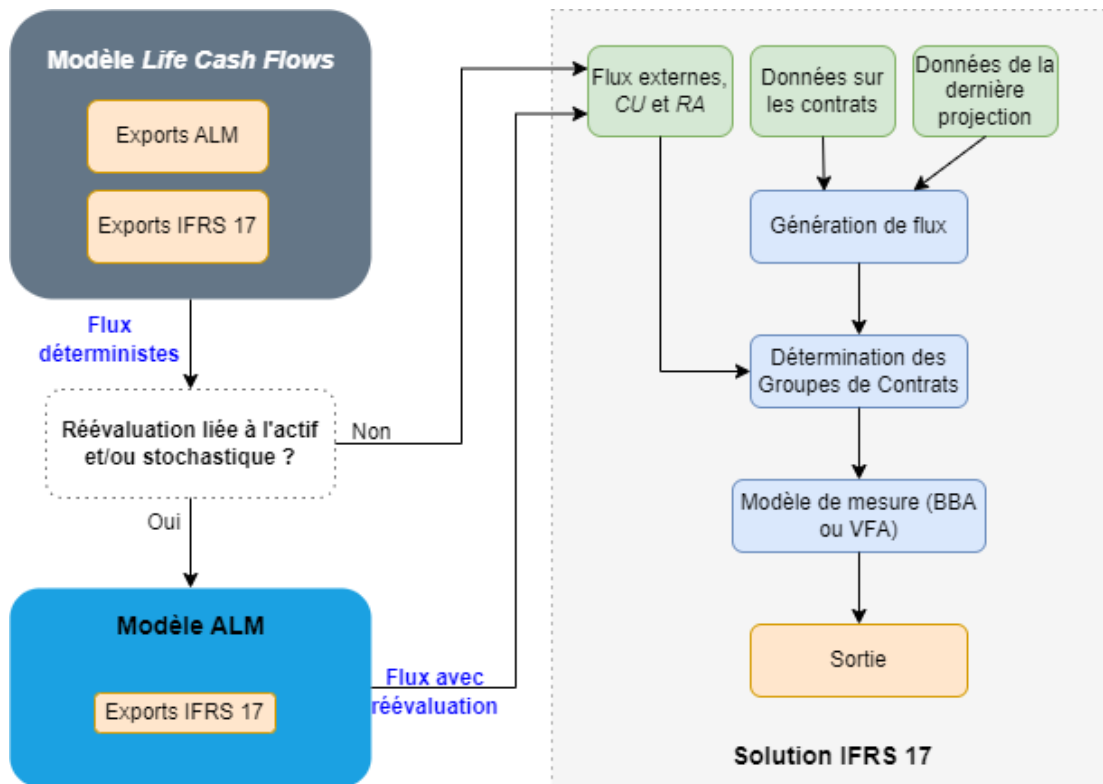 Modèle Life Cash Flows
Exports ALM
Exports IFRS 17
Flux
déterministes
Réévaluation liée à l'actif
et/ou stochastique ?
Non
Oui
Modèle ALM
Exports IFRS 17
Flux avec
réévaluation
Flux externes,
CU et RA
Données sur
les contrats
Données de la
dernière
projection
Génération de flux
Détermination des
Groupes de Contrats
Modèle de mesure (BBA
ou VFA)
Sortie
Solution IFRS 17